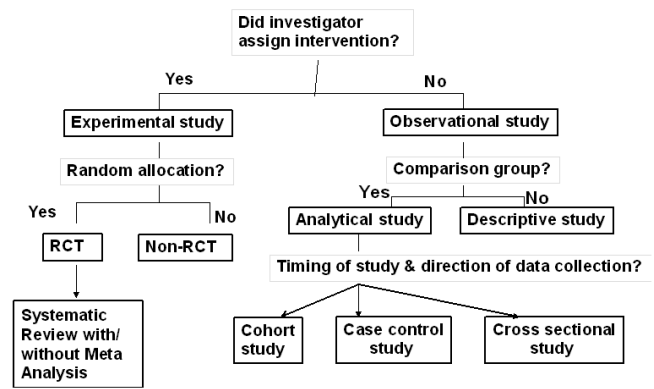 Did investigator
assign intervention?
Yes
No
Experimental study
Observational study
Random allocation?
Comparison group?
Yes
No
Yes
No
Analytical study
Descriptive study
RCT
Non-RCT
Timing of study & direction of data collection?
Systematic
Review with/
without Meta
Analysis
Cohort
study
Case control
study
Cross sectional
study